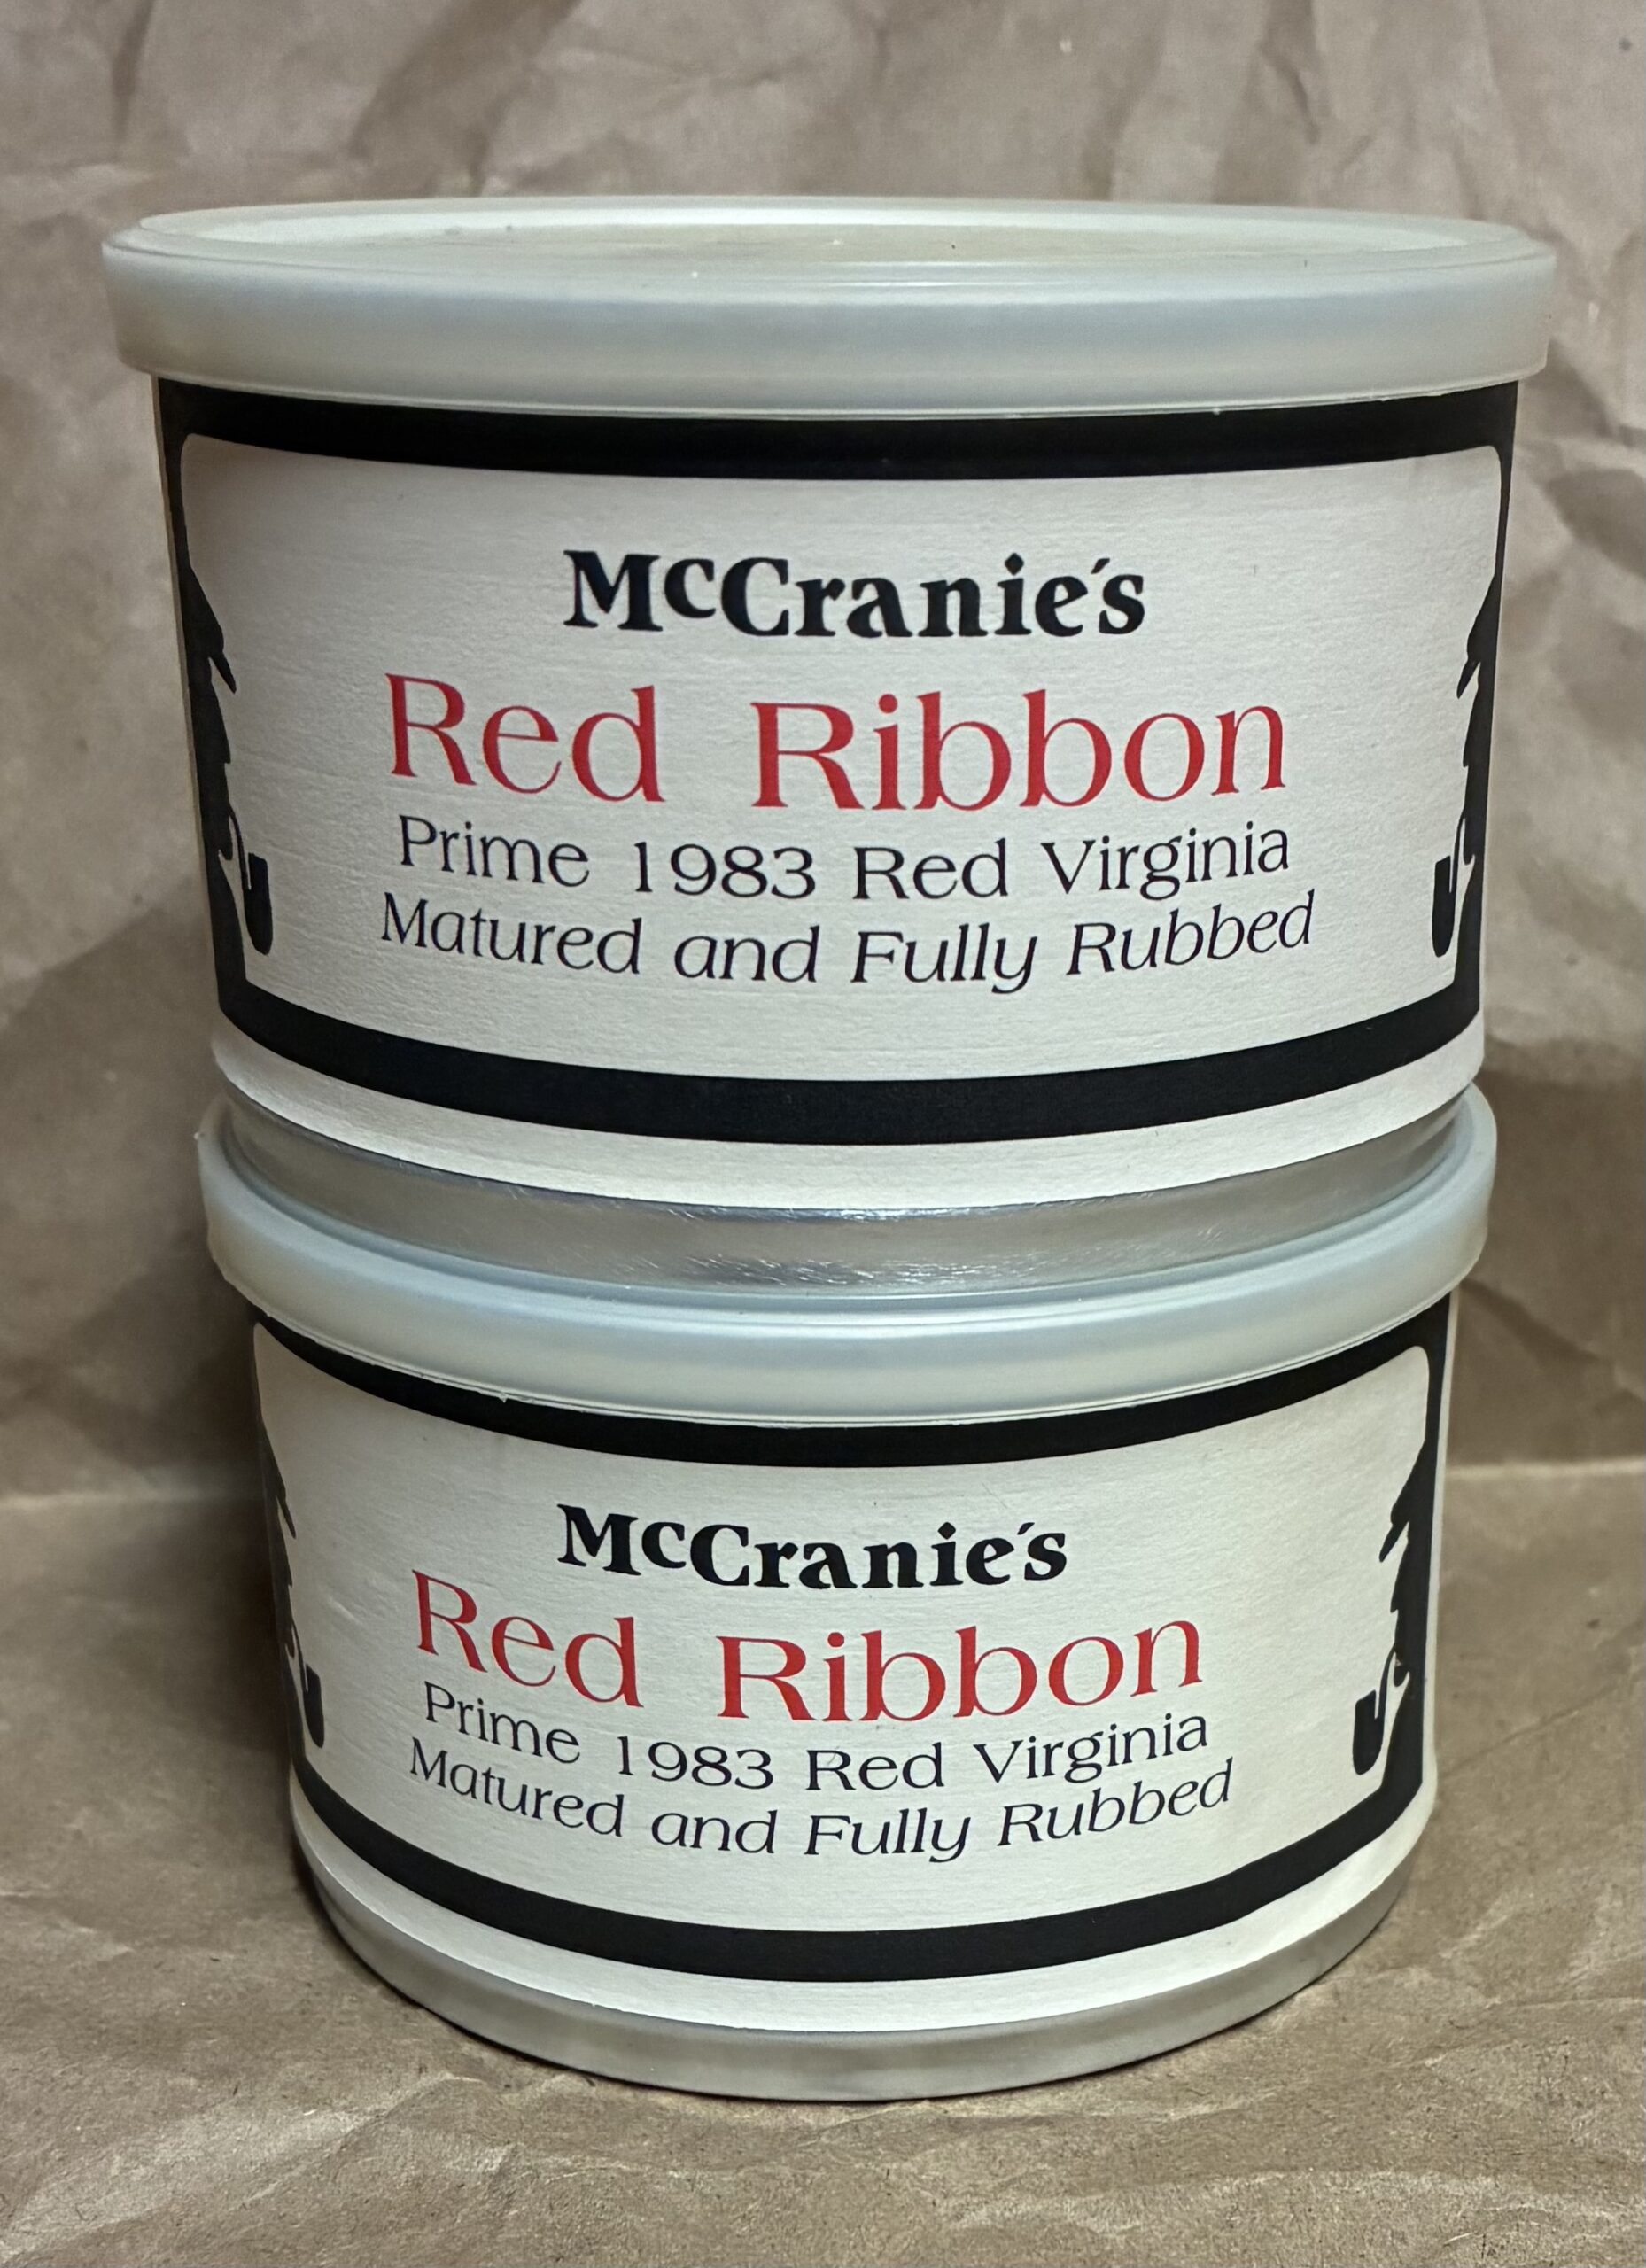 McCranie's
Red Ribbon
Prime 1983 Red Virginia
Matured and Fully Rubbed
McCranie's
Red Ribbon
Prime 1983 Red Virginia
Matured and Fully Rubbed